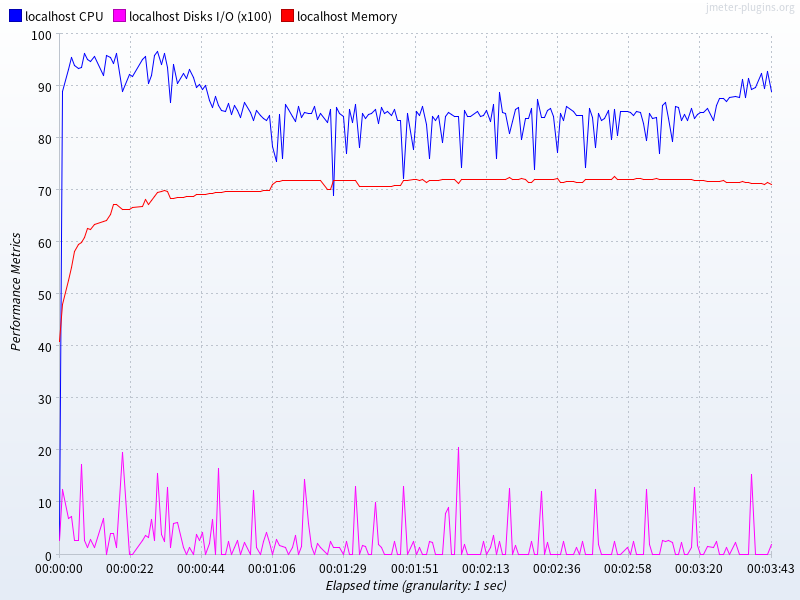 jmeter-plugins.org
localhost CPU localhost Disks I/O (x100) localhost Memory
100
90
80
70
60
50
40
30
20
10
0
Performance Metrics
00:00:00 00:00:22 00:00:44 00:01:06 00:01:29 00:01:51 00:02:13 00:02:36 00:02:58 00:03:20 00:03:43
Elapsed time (granularity: 1 sec)